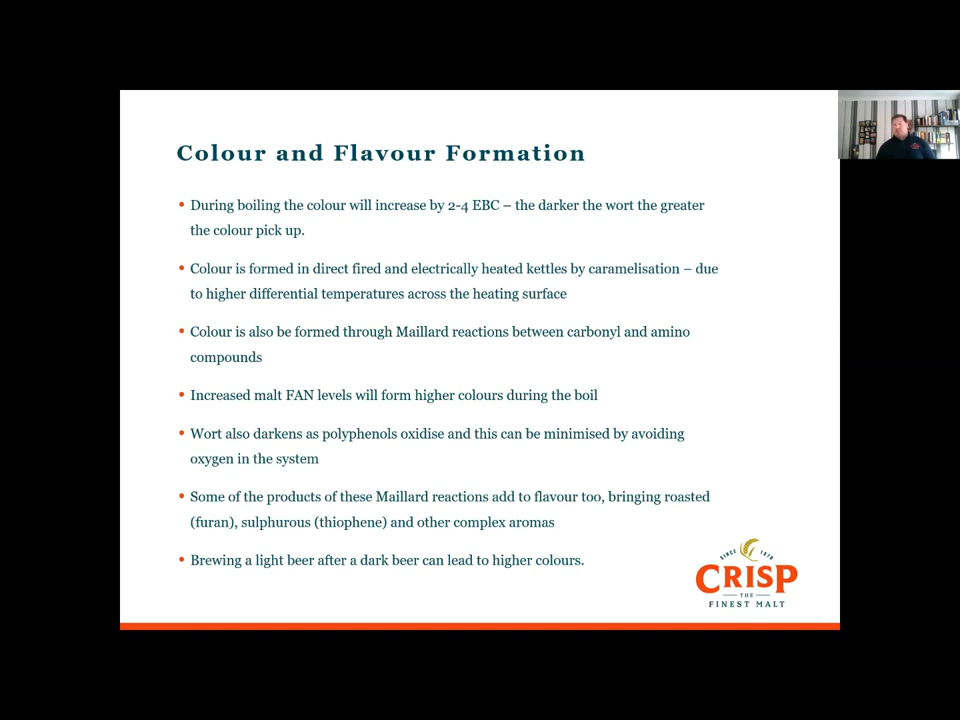 Colour and Flavour Formation
• During boiling the colour will increase by 2-4 EBC – the darker the wort the greater
the colour pick up.
• Colour is formed in direct fired and electrically heated kettles by caramelisation – due
to higher differential temperatures across the heating surface
• Colour is also be formed through Maillard reactions between carbonyl and amino
compounds
• Increased malt FAN levels will form higher colours during the boil
• Wort also darkens as polyphenols oxidise and this can be minimised by avoiding
oxygen in the system
• Some of the products of these Maillard reactions add to flavour too, bringing roasted
(furan), sulphurous (thiophene) and other complex aromas
• Brewing a light beer after a dark beer can lead to higher colours.
SINCE 1870
CRISP
THE
FINEST MALT